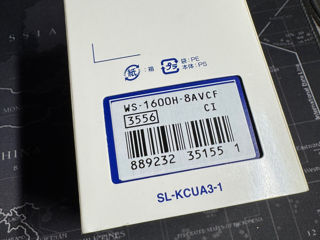 紙 :箱
プラ 袋:PE
本体:PS
WS-1600H-8AVCF
3556 CI
889232 35155 1
SL-KCUA3-1